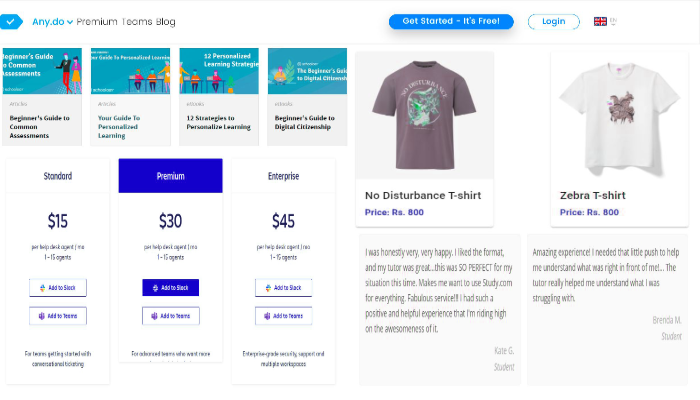 Any.do Premium Teams Blog
Get Started - It's Free!
Login
EN
Beginner's Guide
to Common
Assessments
Your Guide To Personalized Learning
12 Personalized
Learning Strategies
The Beginner's Guide
to Digital Citizenship
Articles
Beginner's Guide to
Common
Assessments
Articles
Your Guide To
Personalized
Learning
eBooks
12 Strategies to
Personalize Learning
eBooks
Beginner's Guide to
Digital Citizenship
NO DISTURBANCE
No Disturbance T-shirt
Price: Rs. 800
Zebra T-shirt
Price: Rs. 800
Standard
$15
per help desk agent / mo
1 - 15 agents
Add to Slack
Add to Teams
For teams getting started with
conversational ticketing
Premium
$30
per help desk agent / mo
1 - 15 agents
Add to Slack
Add to Teams
For advanced teams who want more
Enterprise
$45
per help desk agent / mo
1 - 15 agents
Add to Slack
Add to Teams
Enterprise-grade security support and
multiple workspaces
I was honestly very, very happy. I liked the format,
and my tutor was great...this was SO PERFECT for my
situation this time. Makes me want to use Study.com
for everything. Fabulous service!!! I had such a
positive and helpful experience that I'm riding high
on the awesomeness of it.
Kate G.
Student
Amazing experience! I needed that little push to help
me understand what was right in front of me... The
tutor really helped me understand what I was
struggling with.
Brenda M.
Student